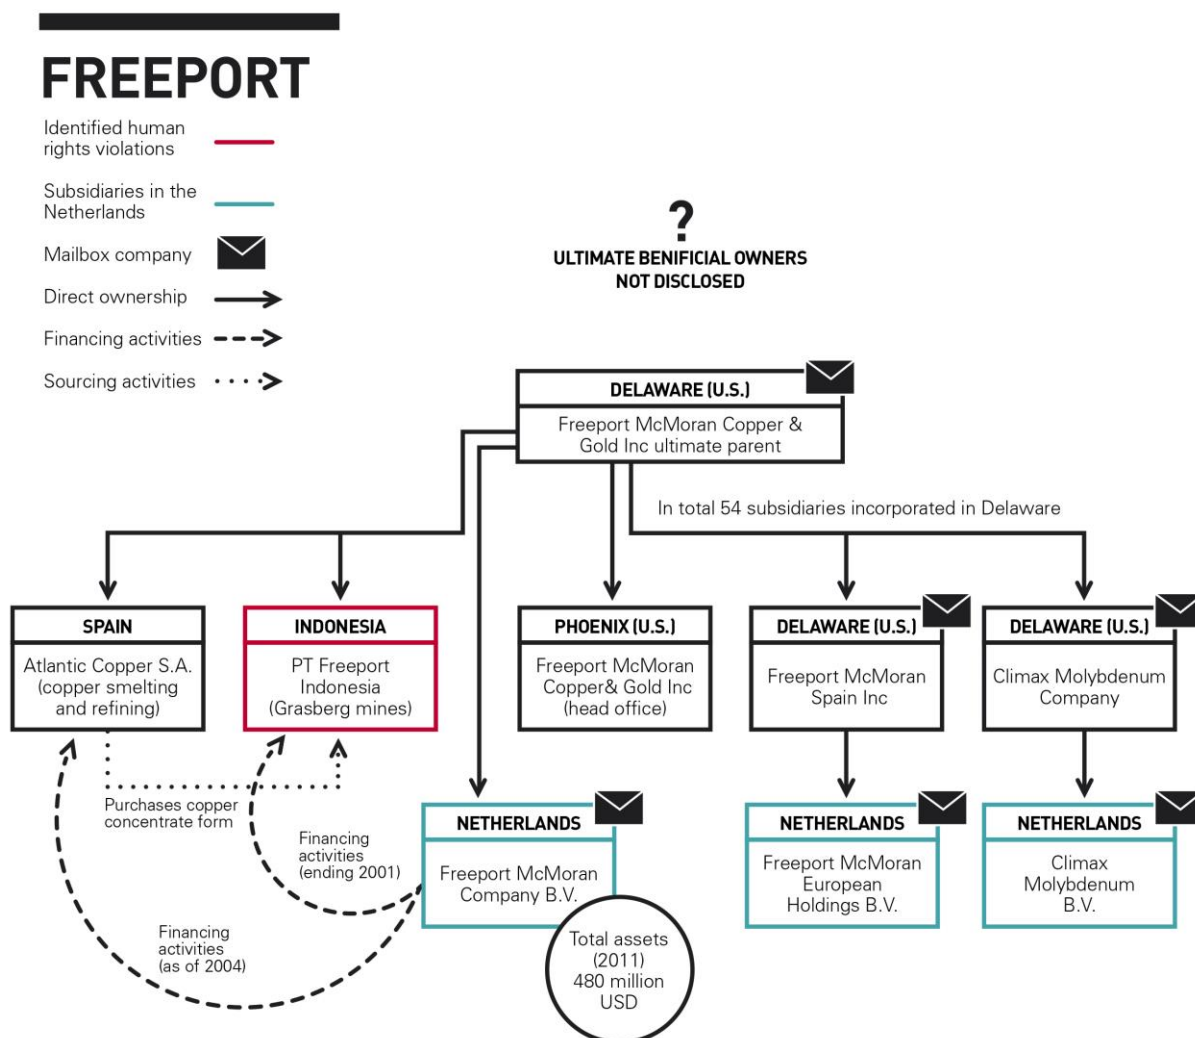 FREEPORT
Identified human
rights violations
Subsidiaries in the
Netherlands
Mailbox company
Direct ownership
Financing activities
Sourcing activities
?
ULTIMATE BENIFICIAL OWNERS
NOT DISCLOSED
DELAWARE (U.S.)
Freeport McMoran Copper &
Gold Inc ultimate parent
In total 54 subsidiaries incorporated in Delaware
SPAIN
Atlantic Copper S.A.
(copper smelting
and refining)
INDONESIA
PT Freeport
Indonesia
(Grasberg mines)
PHOENIX (U.S.)
Freeport McMoran
Copper& Gold Inc
(head office)
DELAWARE (U.S.)
Freeport McMoran
Spain Inc
DELAWARE (U.S.)
Climax Molybdenum
Company
Purchases copper
concentrate form
Financing
activities
(ending 2001)
Financing
activities
(as of 2004)
NETHERLANDS
Freeport McMoran
Company B.V.
Total assets
(2011)
480 million
USD
NETHERLANDS
Freeport McMoran
European
Holdings B.V.
NETHERLANDS
Climax
Molybdenum
B.V.